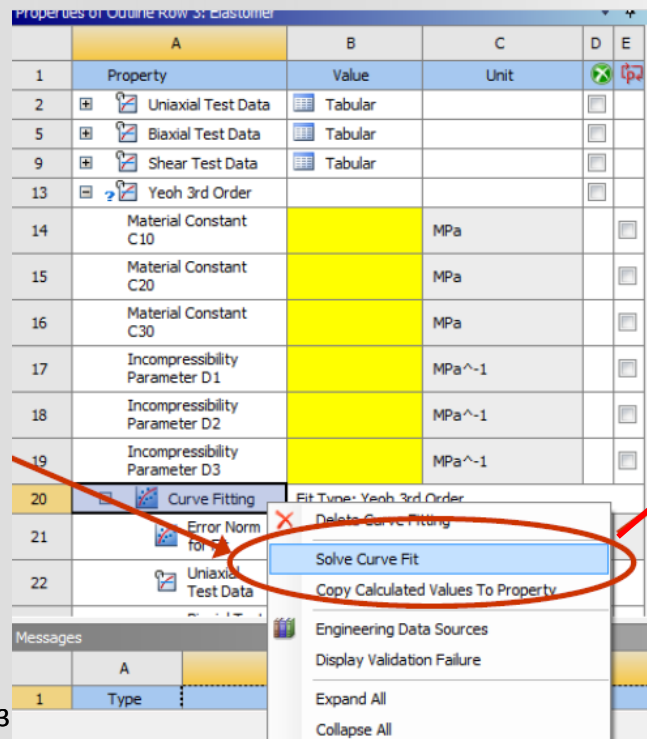 Properties of Outline Row 3: Elastomer
A B C D E
1 Property Value Unit
2 Uniaxial Test Data Tabular
5 Biaxial Test Data Tabular
9 Shear Test Data Tabular
13 ? Yeoh 3rd Order
14 Material Constant C10 MPa
15 Material Constant C20 MPa
16 Material Constant C30 MPa
17 Incompressibility Parameter D1 MPa^-1
18 Incompressibility Parameter D2 MPa^-1
19 Incompressibility Parameter D3 MPa^-1
20 Curve Fitting Fit Type: Yeoh 3rd Order
21 Error Norm for Fit
22 Uniaxial Test Data
Delete Curve Fitting
Solve Curve Fit
Copy Calculated Values To Property
Engineering Data Sources
Display Validation Failure
Expand All
Collapse All
Messages
A
1 Type
3